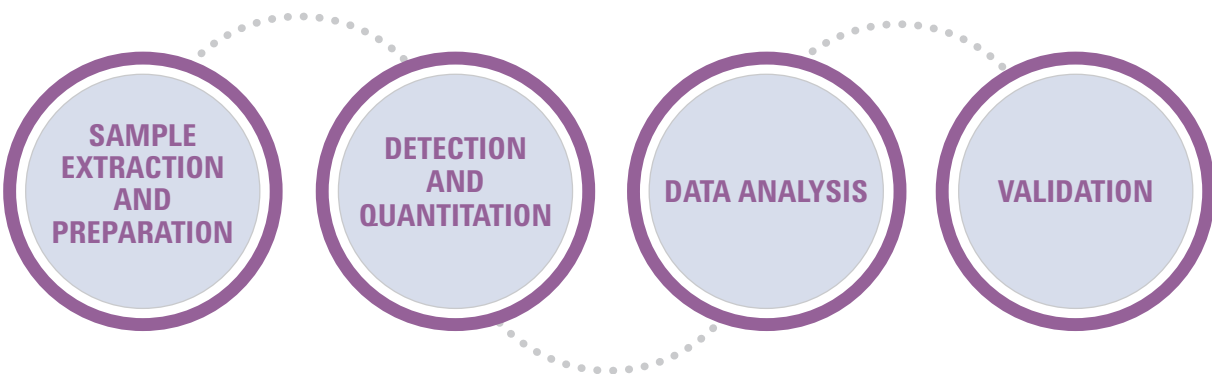 SAMPLE
EXTRACTION
AND
PREPARATION
DETECTION
AND
QUANTITATION
DATA ANALYSIS
VALIDATION